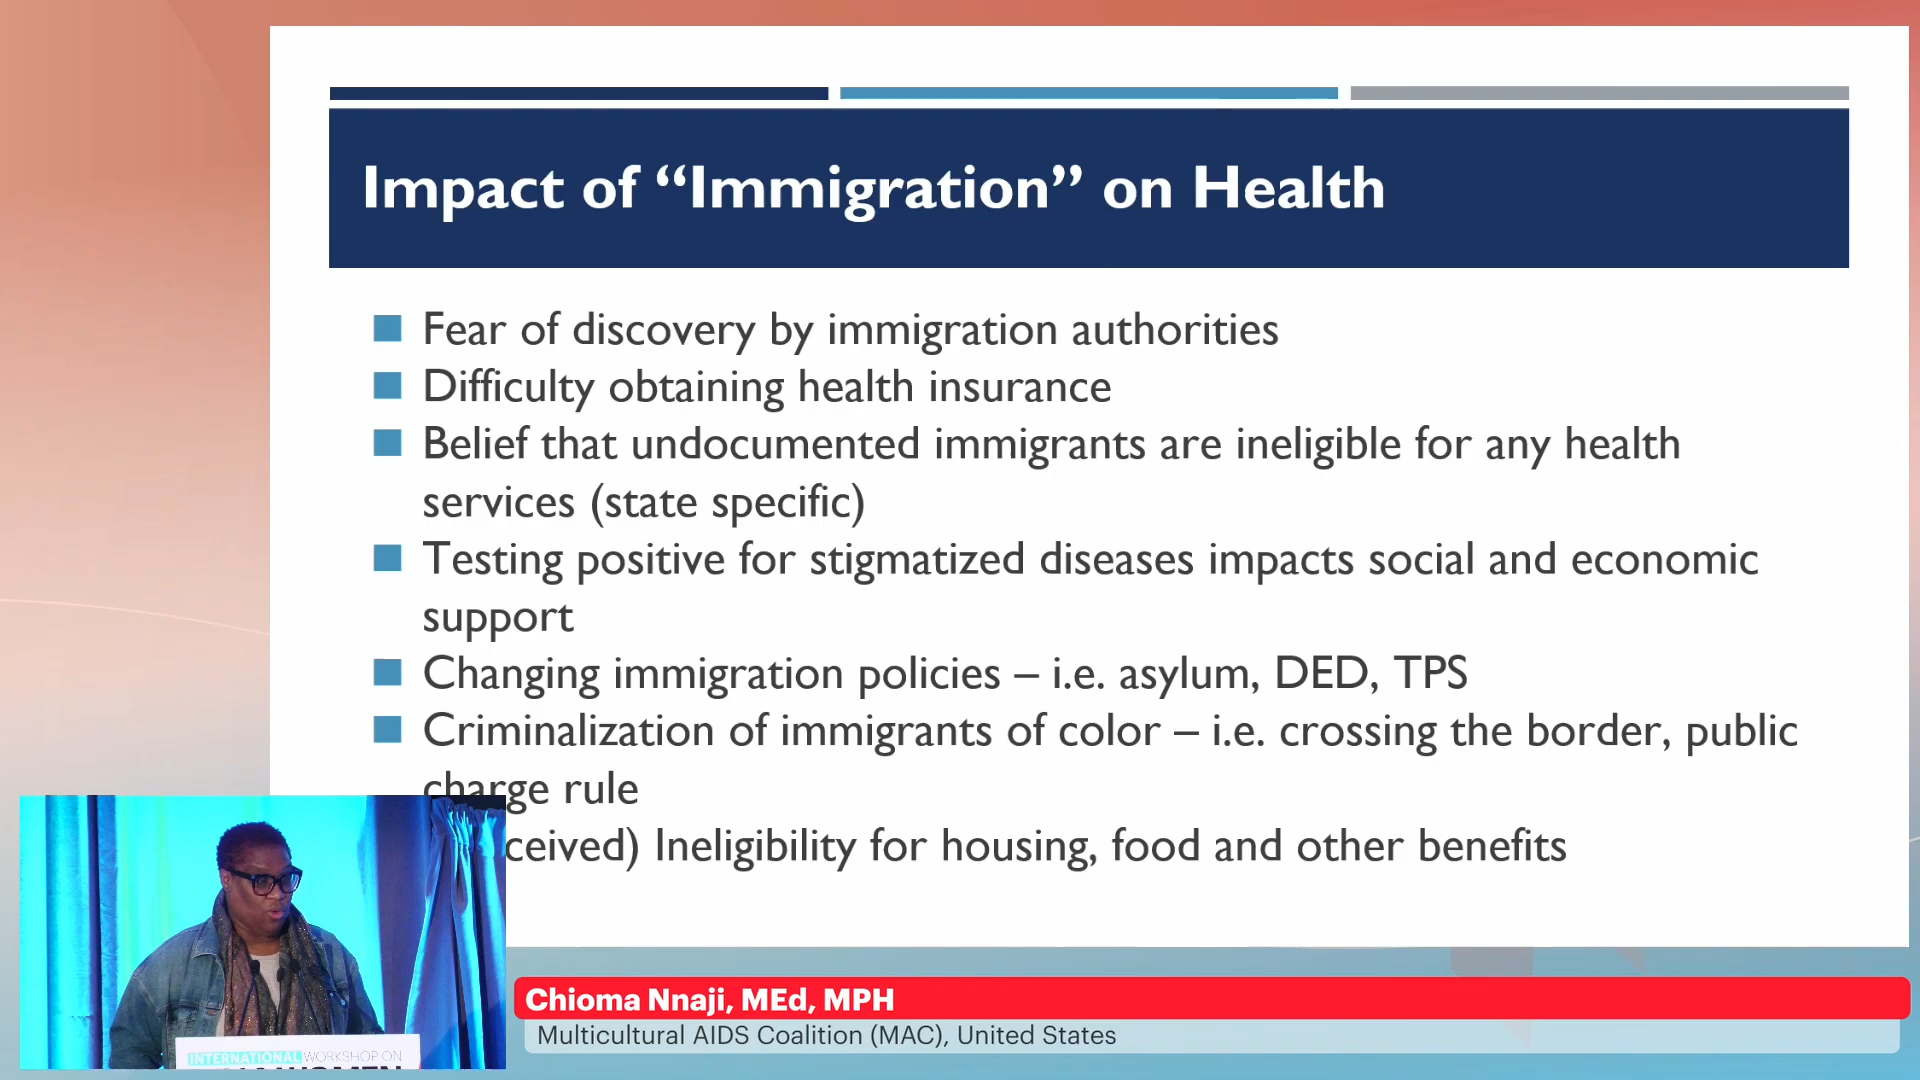 Impact of “Immigration” on Health
Fear of discovery by immigration authorities
Difficulty obtaining health insurance
Belief that undocumented immigrants are ineligible for any health
services (state specific)
Testing positive for stigmatized diseases impacts social and economic
support
Changing immigration policies – i.e. asylum, DED, TPS
Criminalization of immigrants of color – i.e. crossing the border, public
charge rule
Ineligibility for housing, food and other benefits
Chioma Nnaji, MEd, MPH
Multicultural AIDS Coalition (MAC), United States
INTERNATIONAL WORKSHOP ON
WOMEN